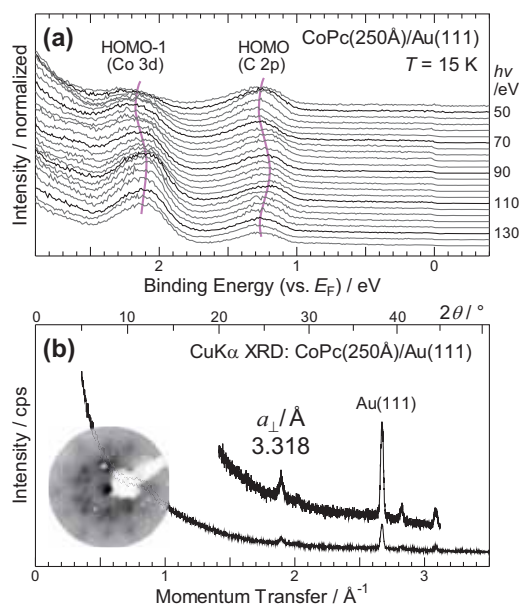 (a)
HOMO-1
(Co 3d)
HOMO
(C 2p)
CoPc(250Å)/Au(111)
T = 15 K
hν
/eV
50
70
90
110
130
Intensity / normalized
2
1
0
Binding Energy (vs. E_F) / eV
0
10
20
30
40
2θ / °
(b)
CuKα XRD: CoPc(250Å)/Au(111)
Intensity / cps
a⊥/ Å
3.318
Au(111)
0
1
2
3
Momentum Transfer / Å⁻¹